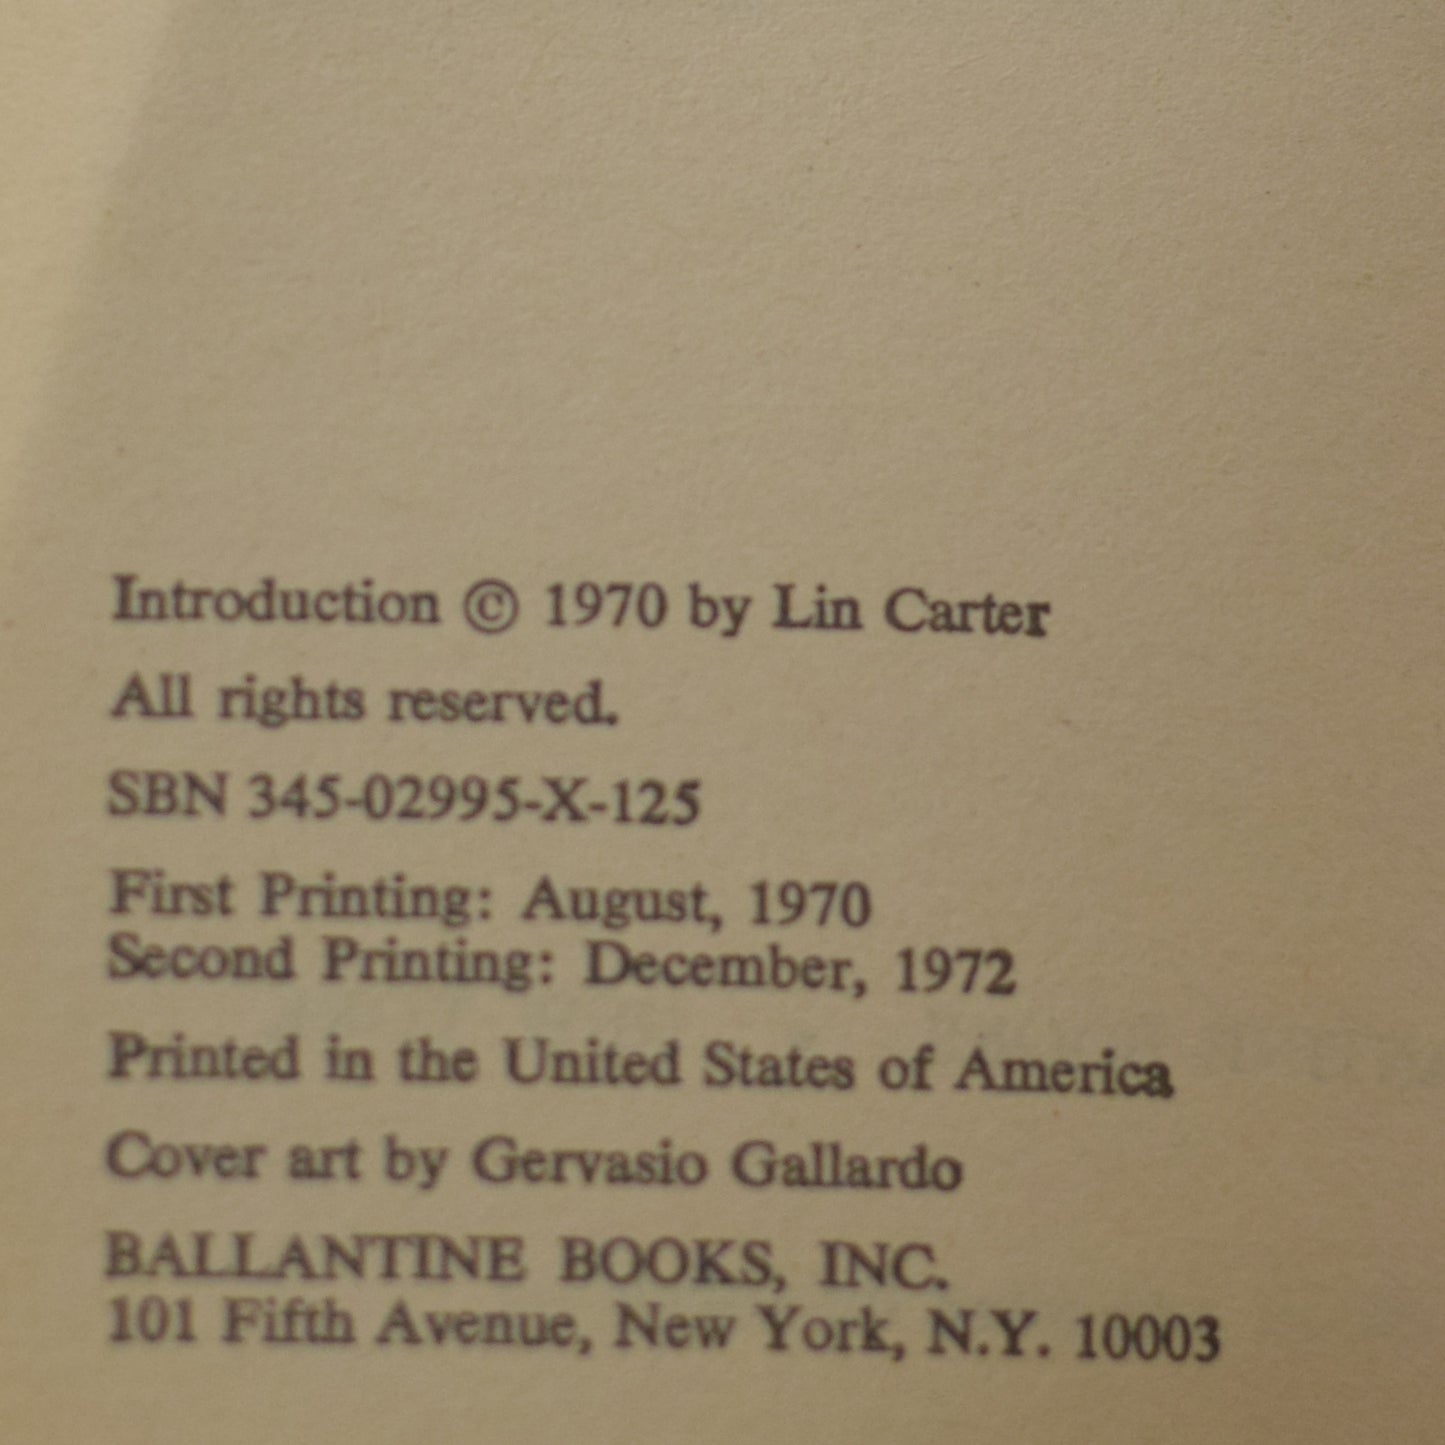 Introduction © 1970 by Lin Carter
All rights reserved.
SBN 345-02995-X-125
First Printing: August, 1970
Second Printing: December, 1972
Printed in the United States of America
Cover art by Gervasio Gallardo
BALLANTINE BOOKS, INC.
101 Fifth Avenue, New York, N.Y. 10003